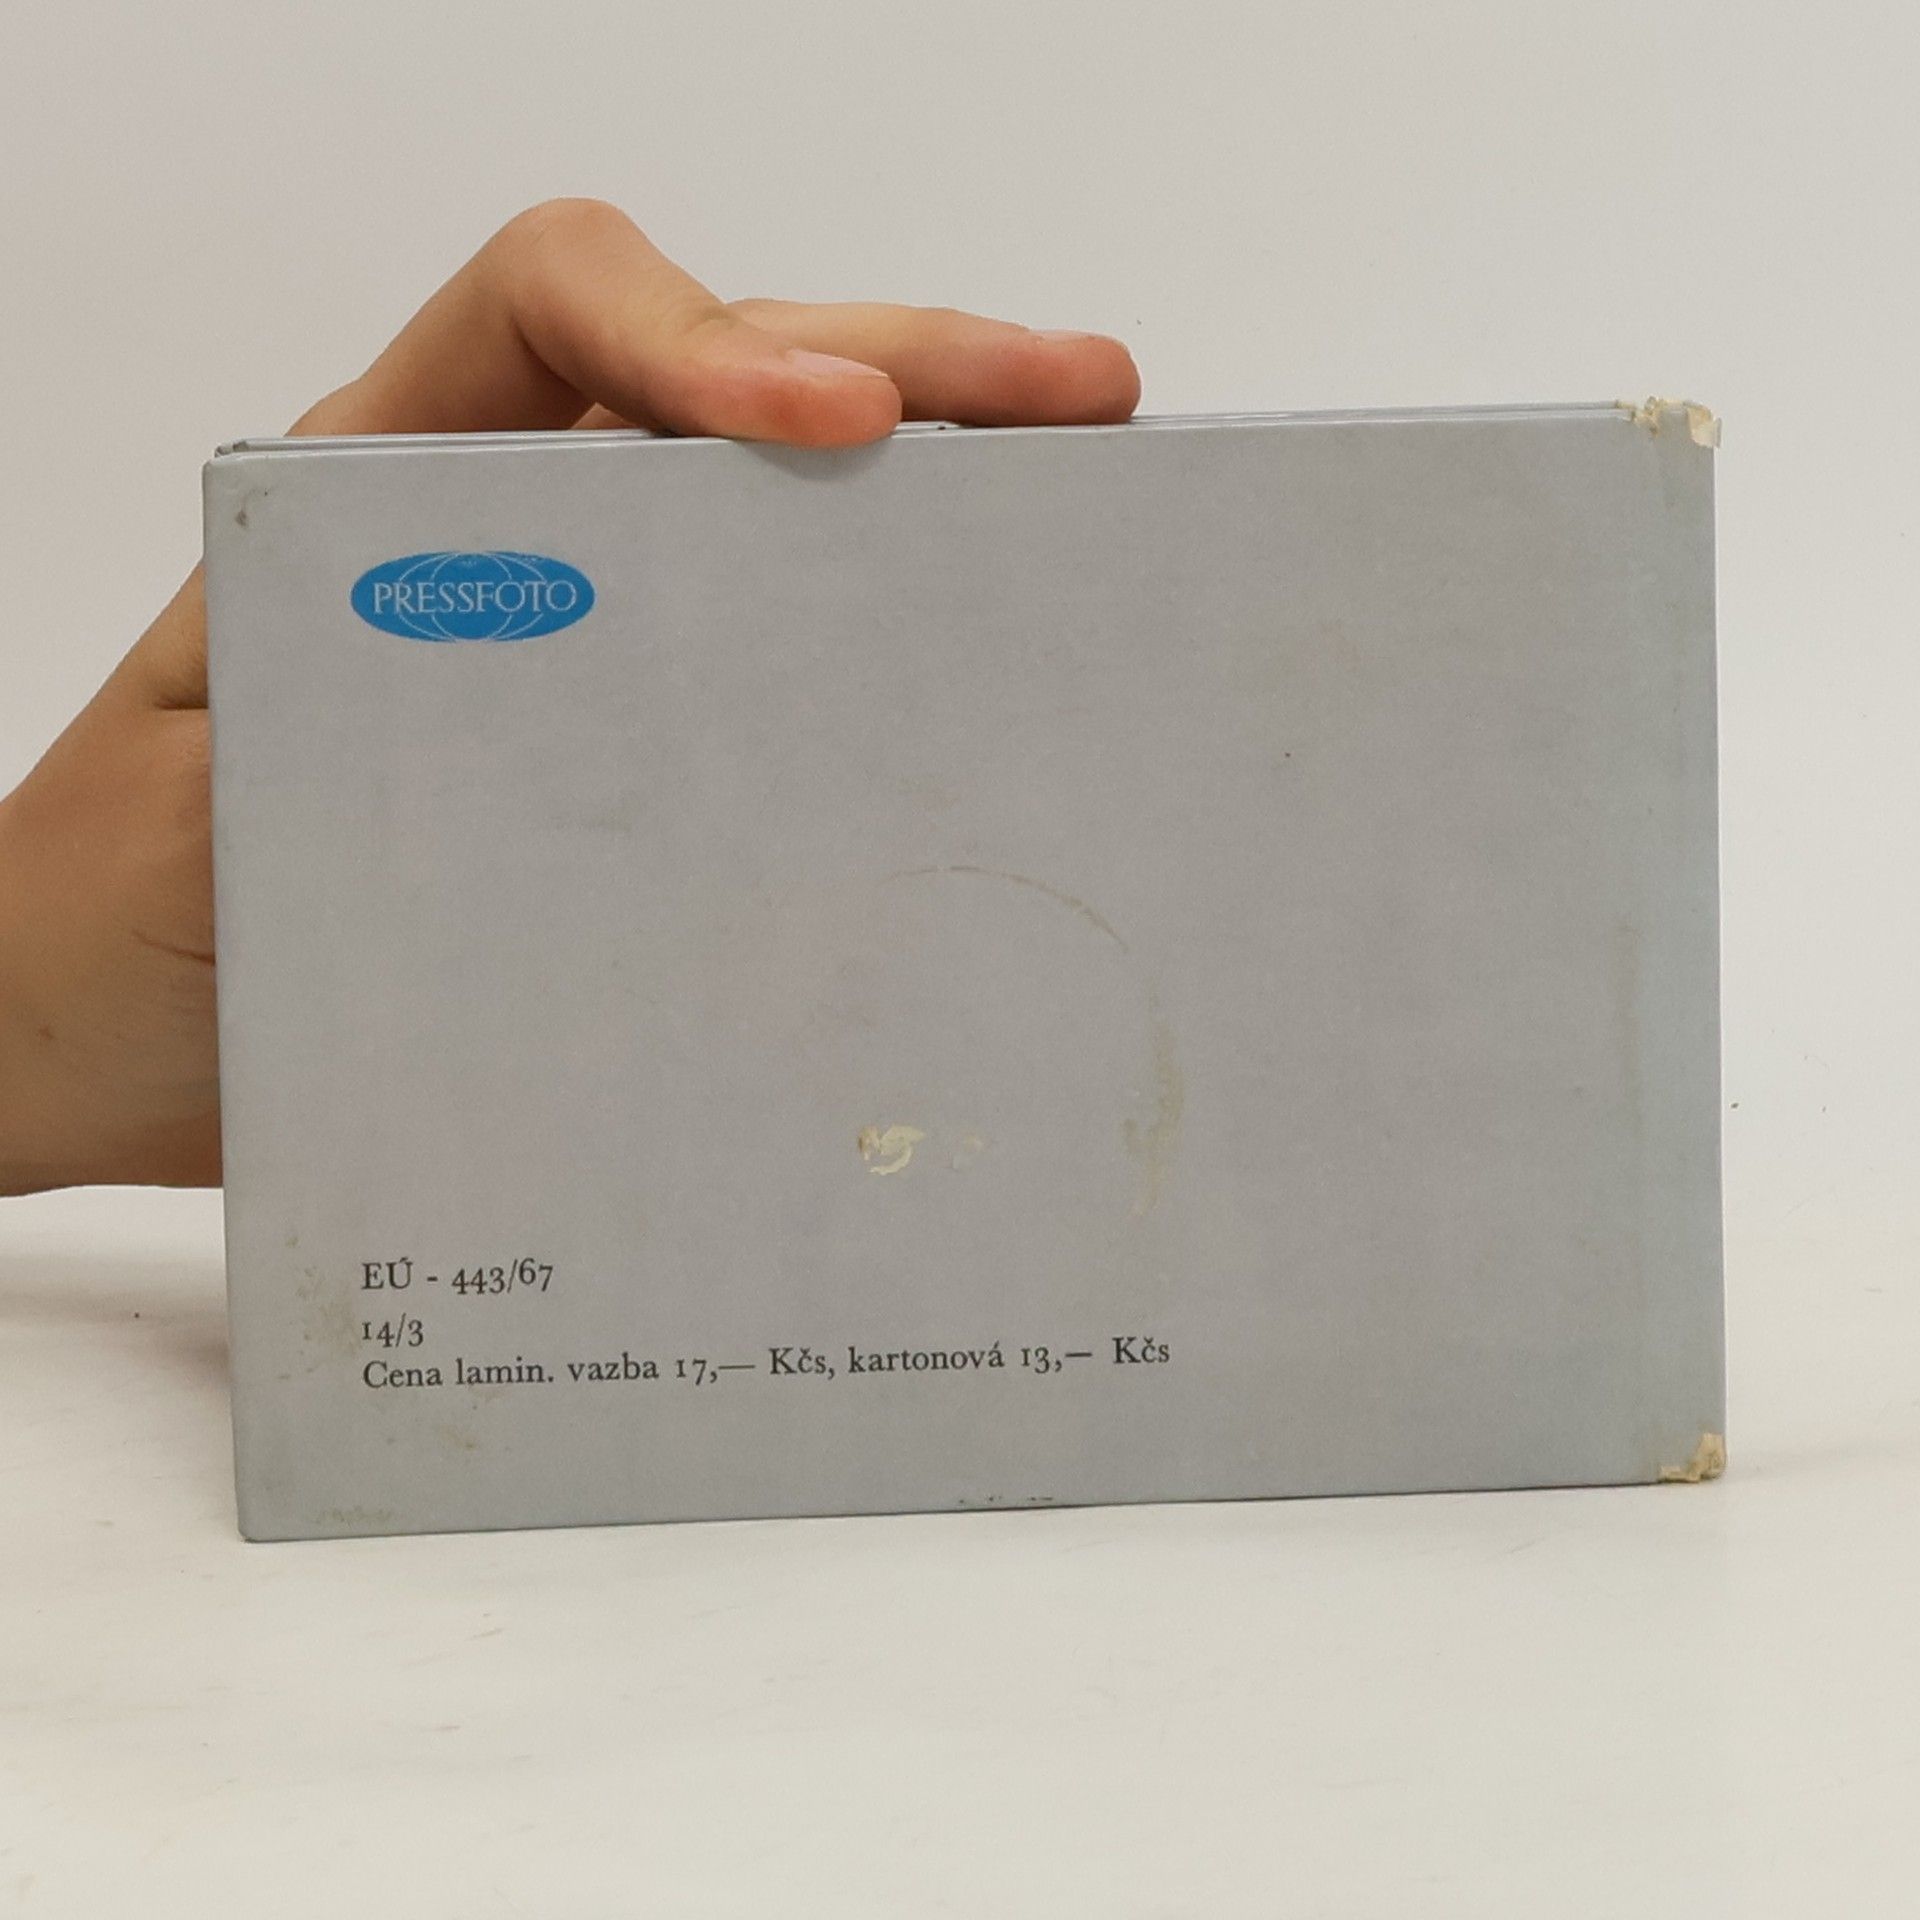 PRESSFOTO
EÚ - 443/67
14/3
Cena lamin. vazba 17,— Kčs, kartonová 13,— Kčs